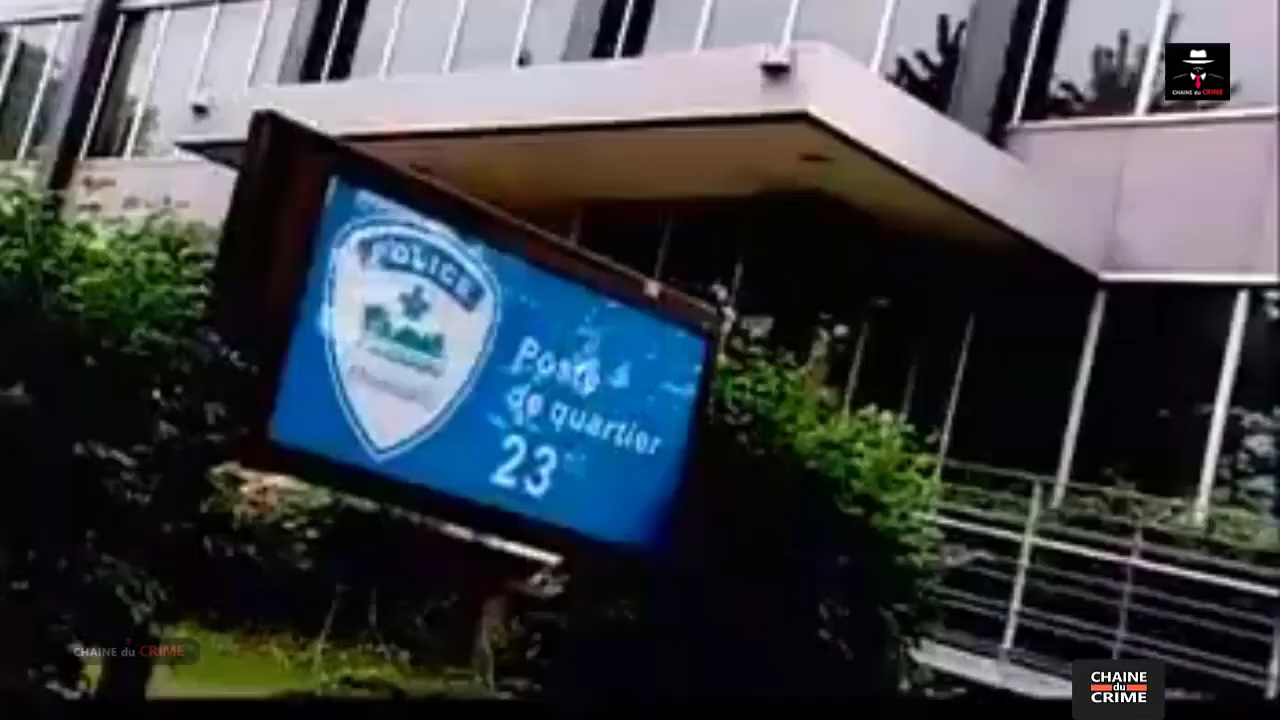 CHAINE du CRIME
POLICE
Poste
de quartier
23
CHAINE du CRIME
CHAINE
du
CRIME